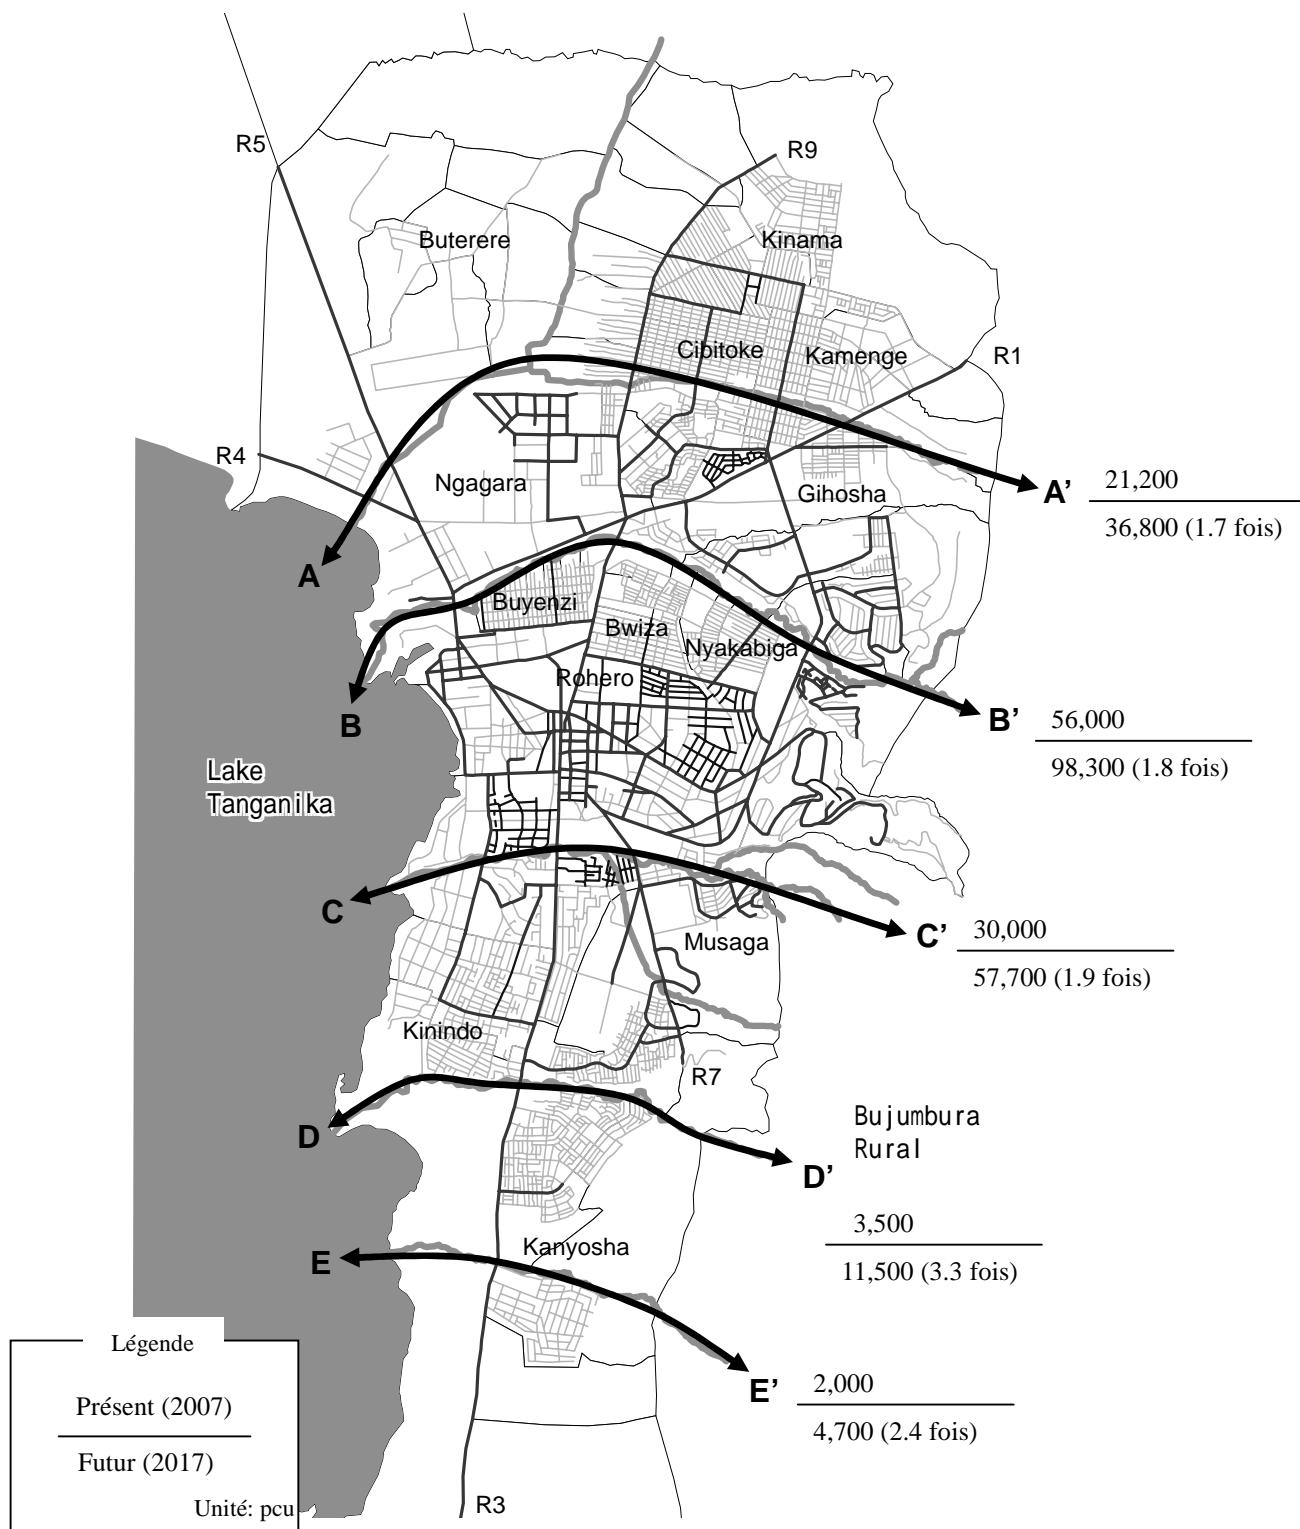 R5
R9
Buterere
Kinama
Cibitoke
Kamenge
R1
R4
Ngagara
Gihosha
A’
21,200
36,800 (1.7 fois)
A
Buyenzi
Bwiza
Nyakabiga
Rohero
B
B’
56,000
98,300 (1.8 fois)
Lake
Tanganika
C
C’
30,000
57,700 (1.9 fois)
Musaga
Kinindo
R7
Bujumbura
Rural
D
D’
3,500
11,500 (3.3 fois)
Kanyosha
E
E’
2,000
4,700 (2.4 fois)
Légende
Présent (2007)
Futur (2017)
Unité: pcu
R3